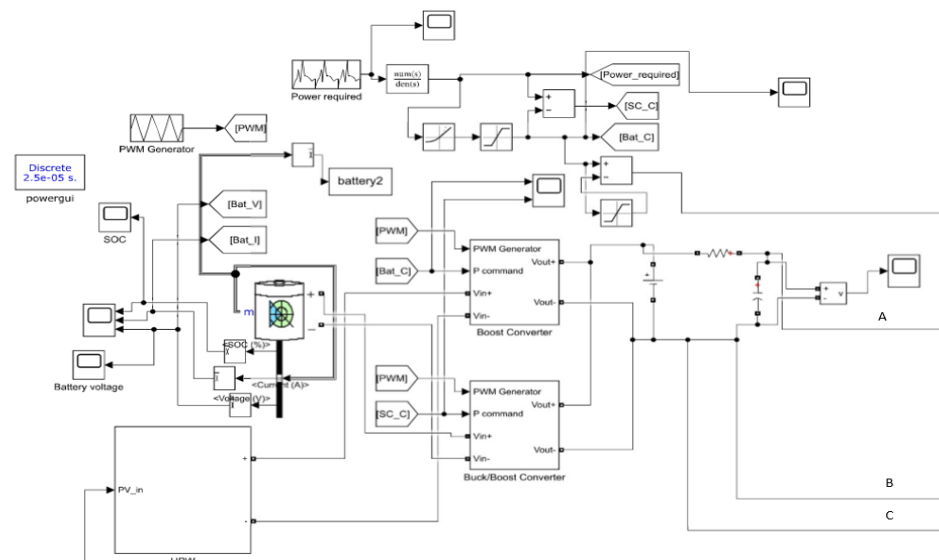 num(s)
den(s)
Power required
[Power_required]
[SC_C]
[Bat_C]
+
−
PWM Generator
[PWM]
Discrete
2.5e-05 s.
powergui
battery2
+
−
[Bat_V]
[Bat_I]
SOC
[PWM]
[Bat_C]
PWM Generator
P command
Vin+
Vin-
Vout+
Vout-
Boost Converter
+
-
v
A
m
+
−
<SOC (%)>
Battery voltage
[PWM]
[SC_C]
PWM Generator
P command
Vin+
Vin-
Vout+
Vout-
Buck/Boost Converter
PV_in
+
-
B
C